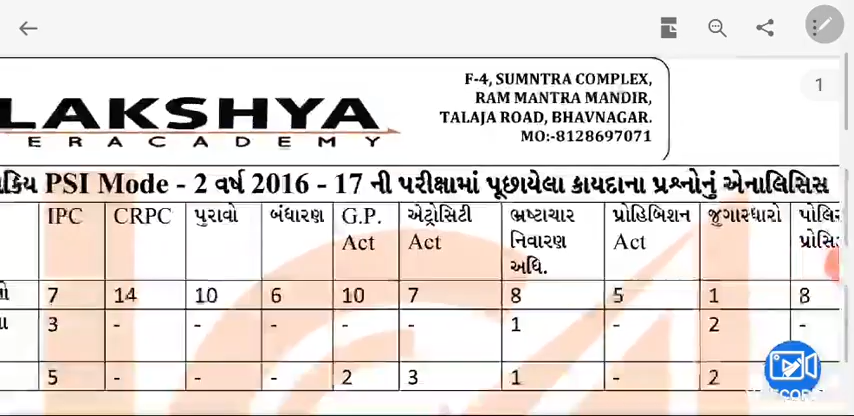 1
F-4, SUMNTRA COMPLEX,
RAM MANTRA MANDIR,
TALAJA ROAD, BHAVNAGAR.
MO:-8128697071
LAKSHYA
ERACADEMY
PSI Mode - 2 વર્ષ 2016 - 17 ની પરીક્ષામાં પૂછાયેલા કાયદાના પ્રશ્નોનું એનાલિસિસ
IPC CRPC પુરાવો બંધારણ G.P. Act એટ્રોસિટી Act ભ્રષ્ટાચાર નિવારણ અધિ. પ્રોહિબિશન Act જુગારધારો
7 14 10 6 10 7 8 5 1 8
3 - - - - - 1 - 2 -
5 - - - 2 3 1 - 2